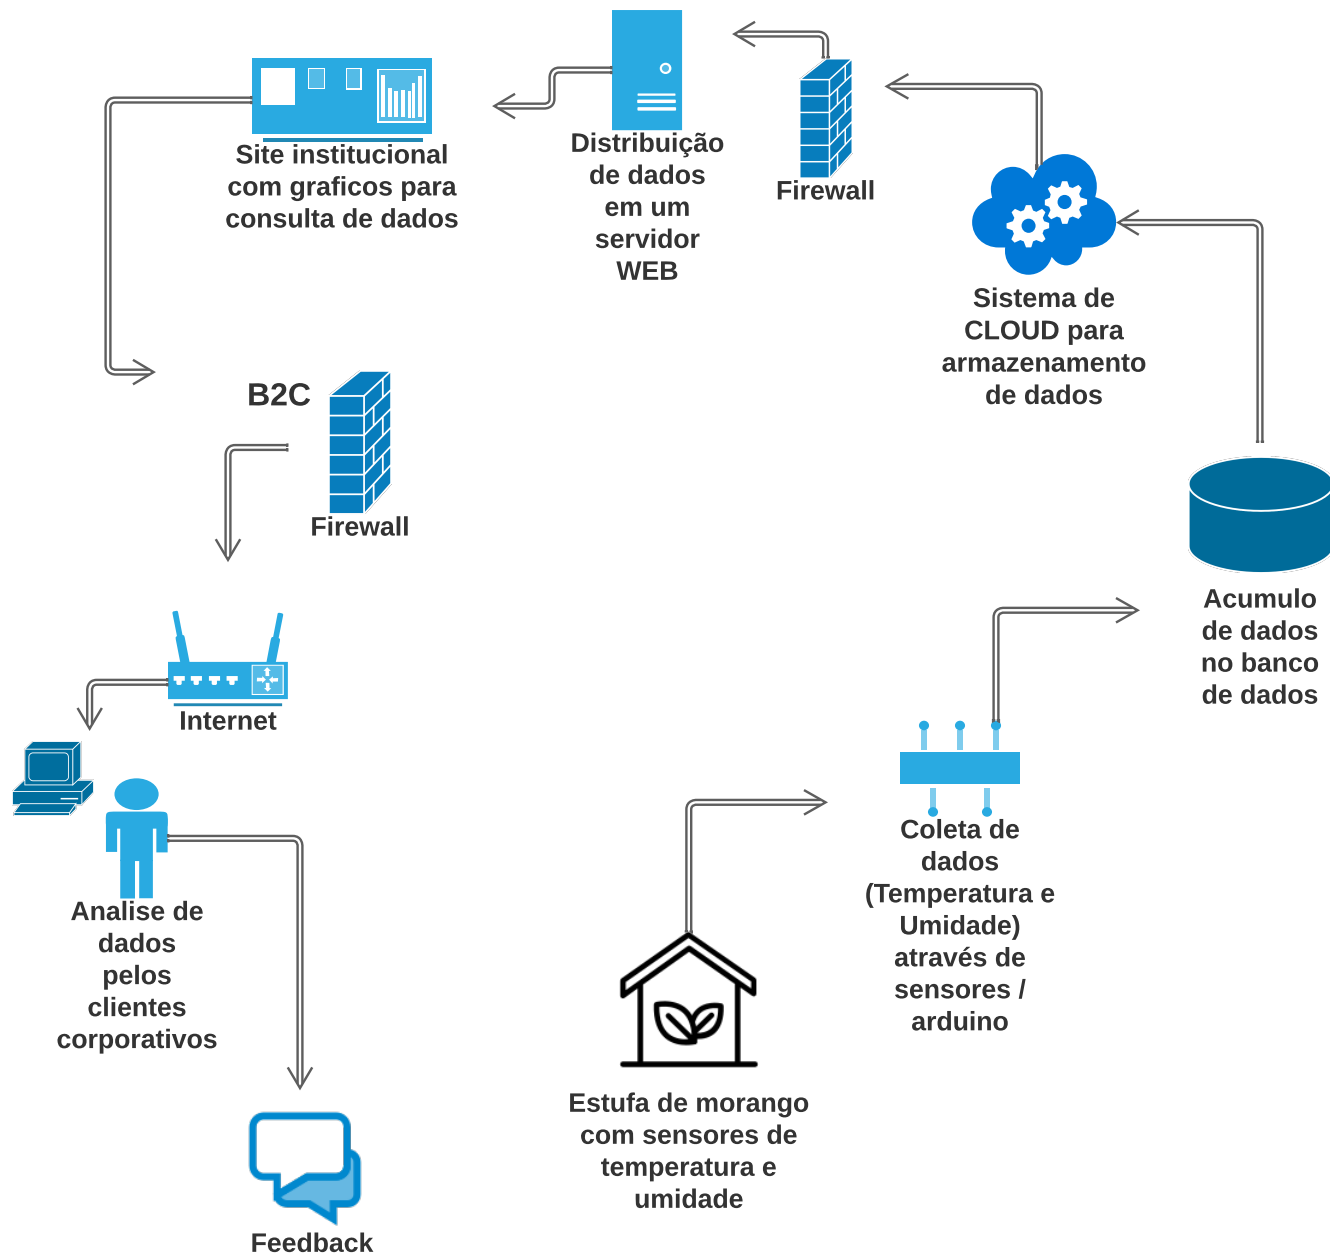 Site institucional
com graficos para
consulta de dados
Distribuição
de dados
em um
servidor
WEB
Firewall
Sistema de
CLOUD para
armazenamento
de dados
B2C
Firewall
Internet
Acumulo
de dados
no banco
de dados
Coleta de
dados
(Temperatura e
Umidade)
através de
sensores /
arduino
Analise de
dados
pelos
clientes
corporativos
Estufa de morango
com sensores de
temperatura e
umidade
Feedback